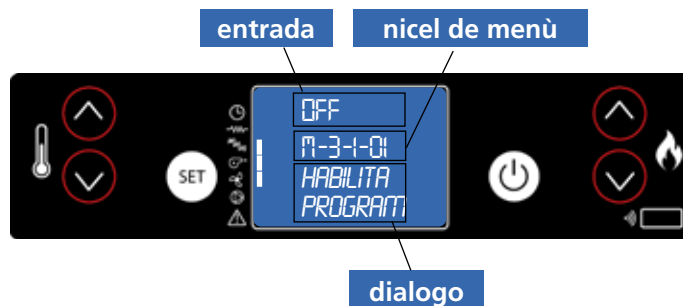 entrada
nicel de menù
OFF
M-3-1-01
HABILITA
PROGRAM
SET
dialogo